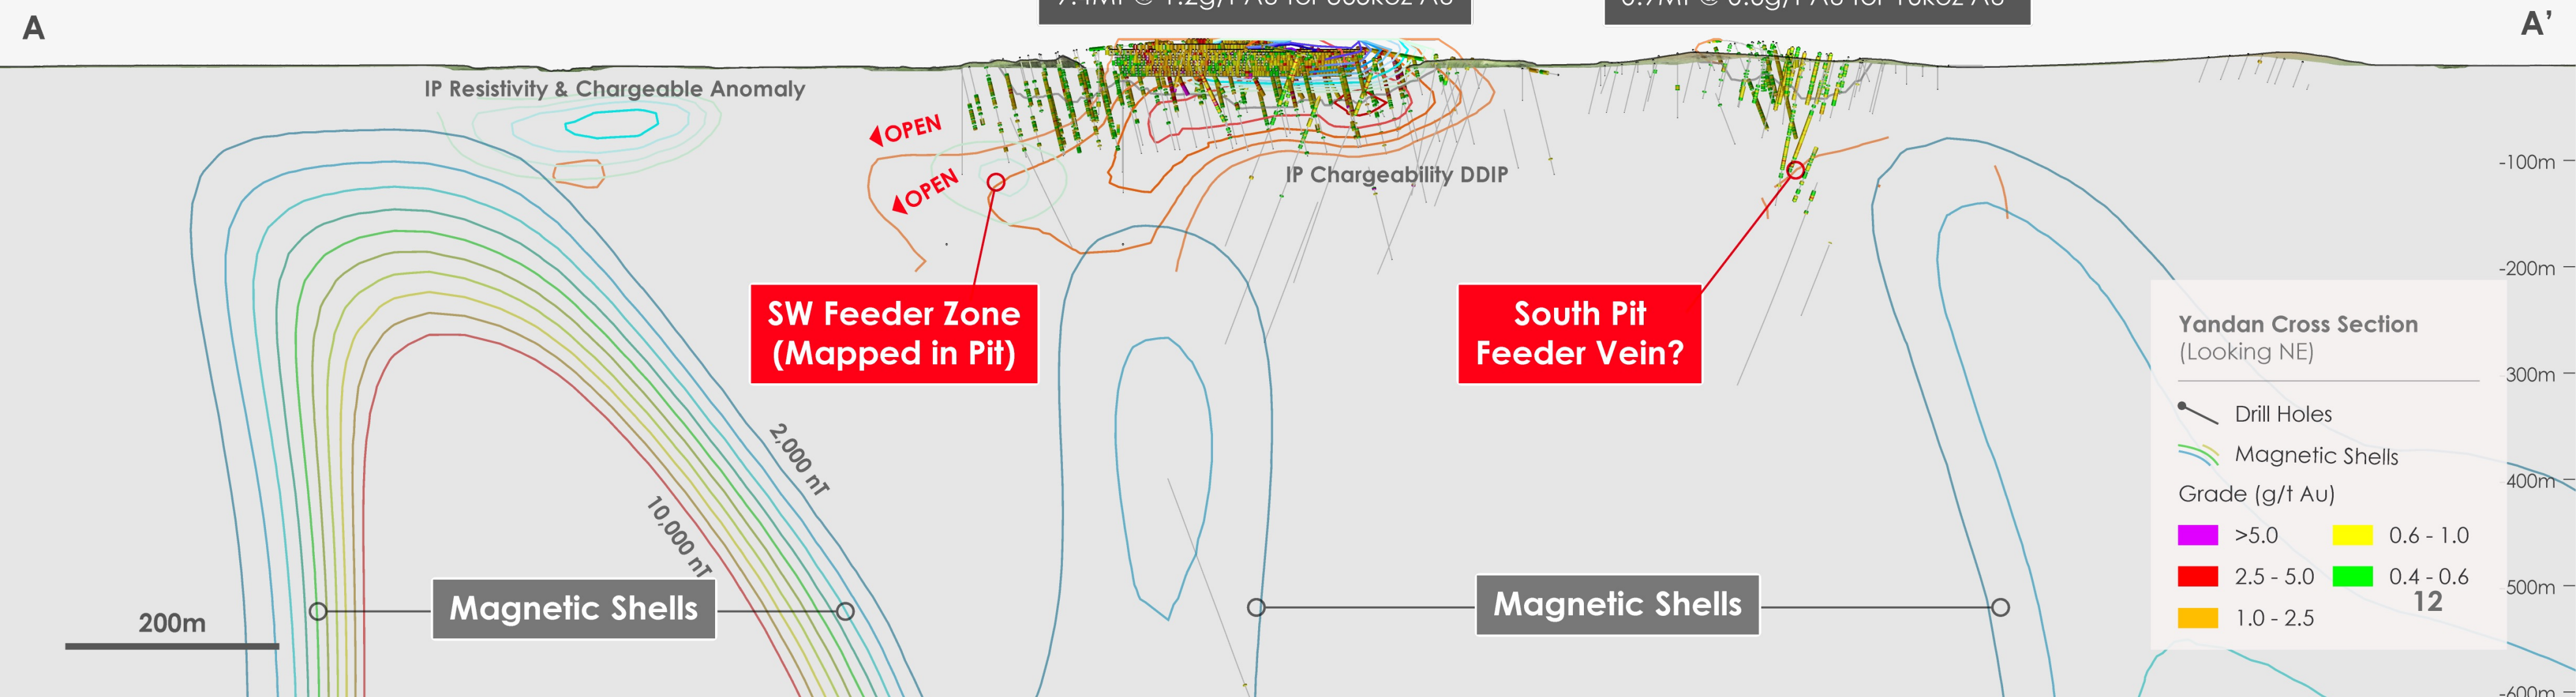 A
A’
IP Resistivity & Chargeable Anomaly
OPEN
OPEN
IP Chargeability DDIP
-100m
-200m
-300m
-400m
-500m
-600m
SW Feeder Zone
(Mapped in Pit)
South Pit
Feeder Vein?
2,000 nT
10,000 nT
Magnetic Shells
Magnetic Shells
200m
Yandan Cross Section
(Looking NE)
Drill Holes
Magnetic Shells
Grade (g/t Au)
>5.0
0.6 - 1.0
2.5 - 5.0
0.4 - 0.6
1.0 - 2.5
12